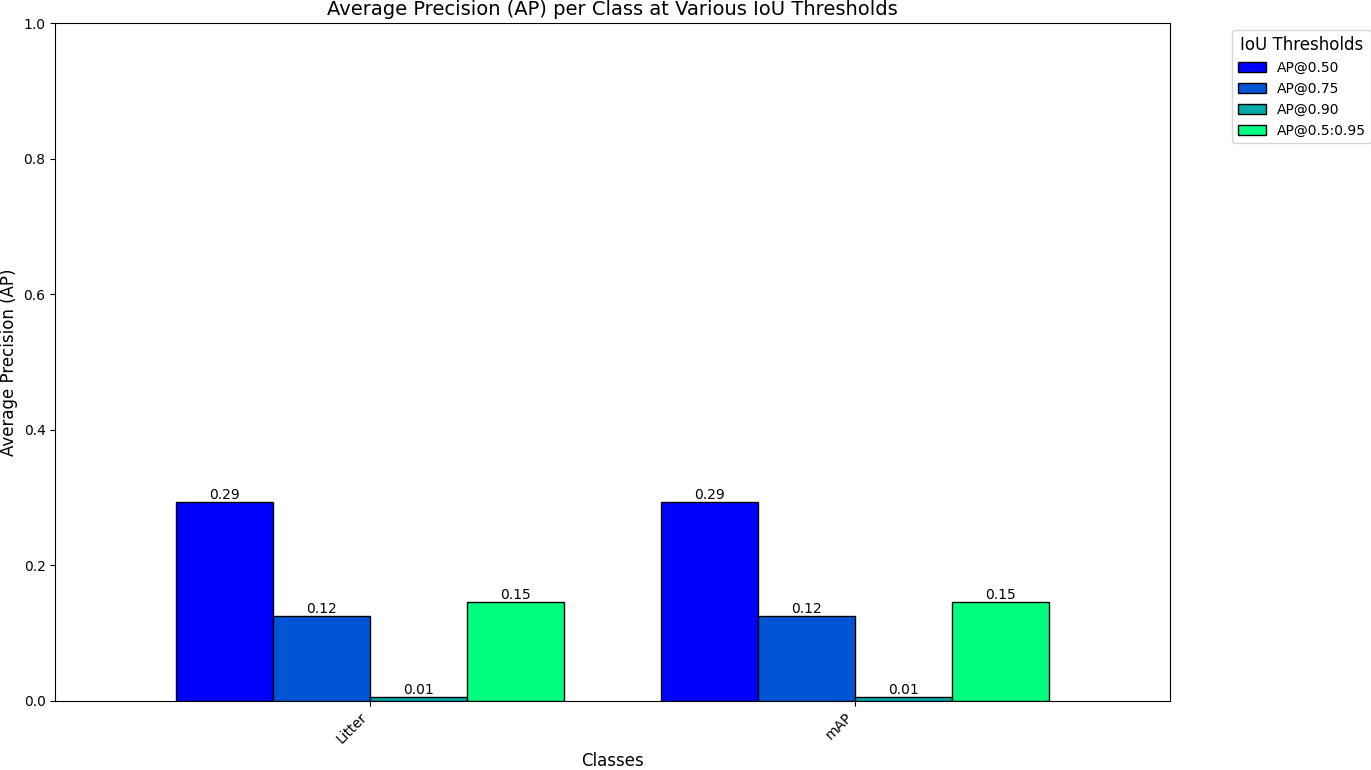 Average Precision (AP) per Class at Various IoU Thresholds
IoU Thresholds
AP@0.50
AP@0.75
AP@0.90
AP@0.5:0.95
Average Precision (AP)
1.0
0.8
0.6
0.4
0.2
0.0
0.29
0.12
0.01
0.15
0.29
0.12
0.01
0.15
Litter
mAP
Classes